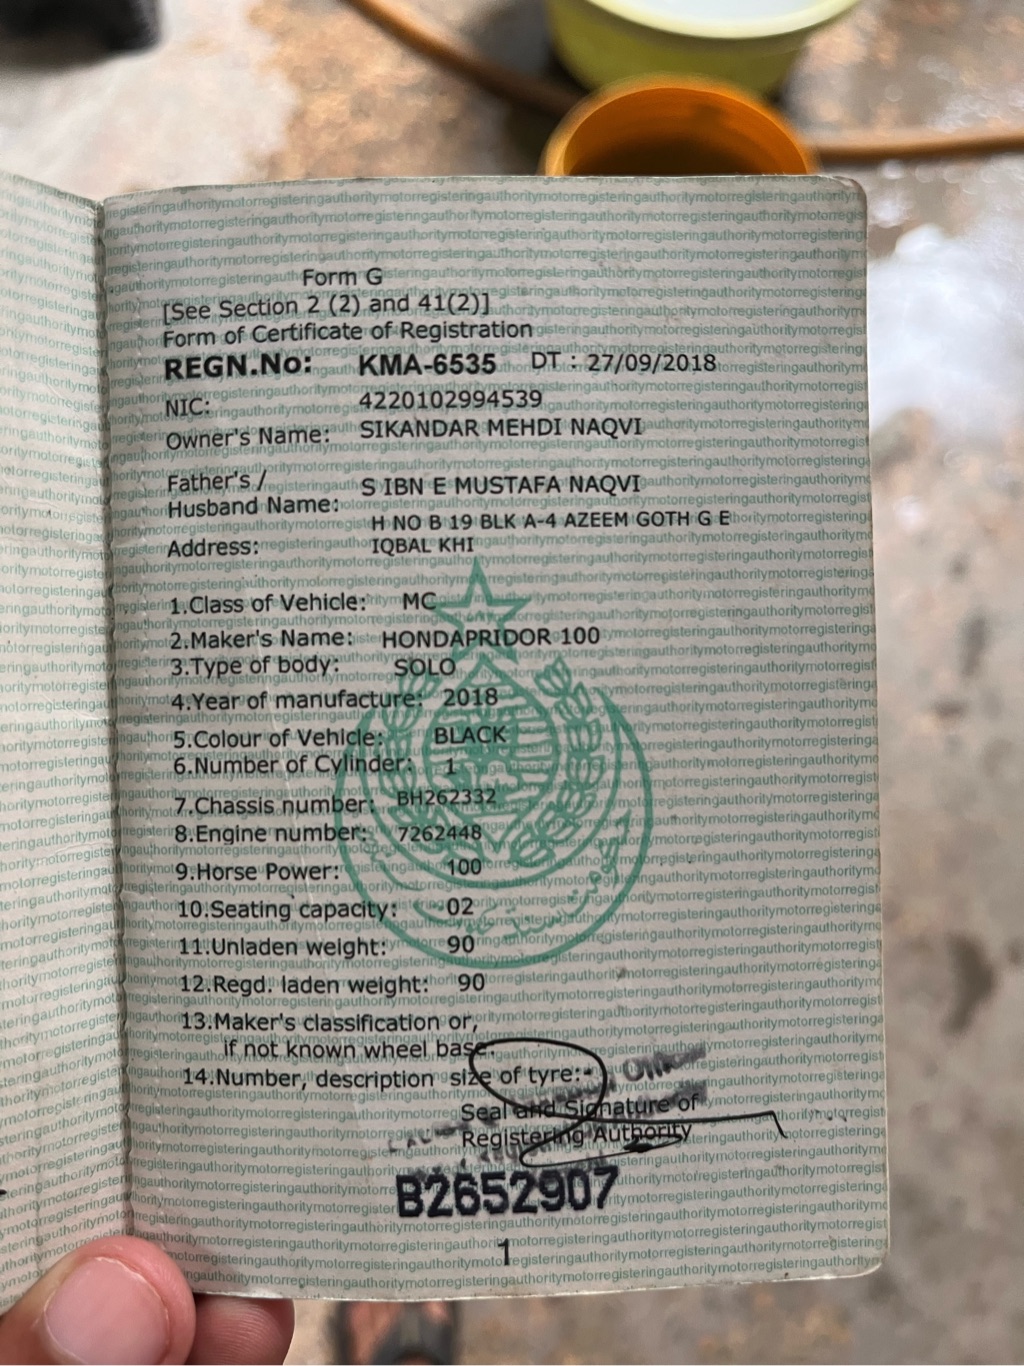 Form G
[See Section 2 (2) and 41(2)]
Form of Certificate of Registration
REGN.No: KMA-6535 DT : 27/09/2018
NIC: 4220102994539
Owner's Name: SIKANDAR MEHDI NAQVI
Father's /
Husband Name: S IBN E MUSTAFA NAQVI
H NO B 19 BLK A-4 AZEEM GOTH G E
Address: IQBAL KHI
1.Class of Vehicle: MC
2.Maker's Name: HONDAPRIDOR 100
3.Type of body: SOLO
4.Year of manufacture: 2018
5.Colour of Vehicle: BLACK
6.Number of Cylinder: 1
7.Chassis number: BH262332
8.Engine number: 7262448
9.Horse Power: 100
10.Seating capacity: 02
11.Unladen weight: 90
12.Regd. laden weight: 90
13.Maker's classification or,
if not known wheel base.
14.Number, description size of tyre:-
Seal and Signature of
Registering Authority
B2652907
1